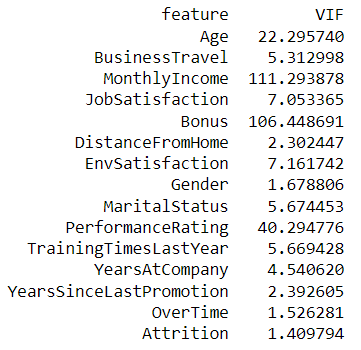 feature VIF
Age 22.295740
BusinessTravel 5.312998
MonthlyIncome 111.293878
JobSatisfaction 7.053365
Bonus 106.448691
DistanceFromHome 2.302447
EnvSatisfaction 7.161742
Gender 1.678806
MaritalStatus 5.674453
PerformanceRating 40.294776
TrainingTimesLastYear 5.669428
YearsAtCompany 4.540620
YearsSinceLastPromotion 2.392605
OverTime 1.526281
Attrition 1.409794